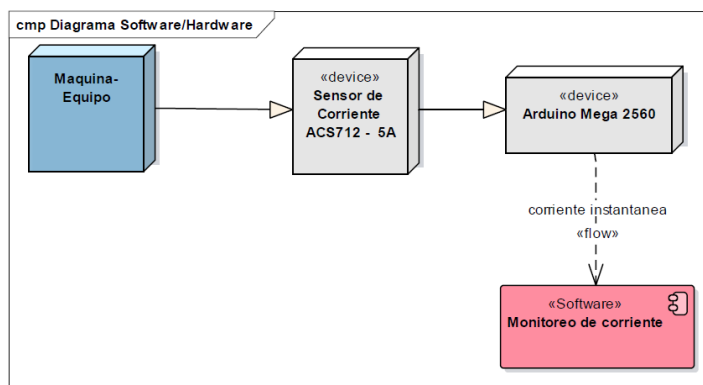 cmp Diagrama Software/Hardware
Maquina-
Equipo
«device»
Sensor de
Corriente
ACS712 - 5A
«device»
Arduino Mega 2560
corriente instantanea
«flow»
«Software»
Monitoreo de corriente